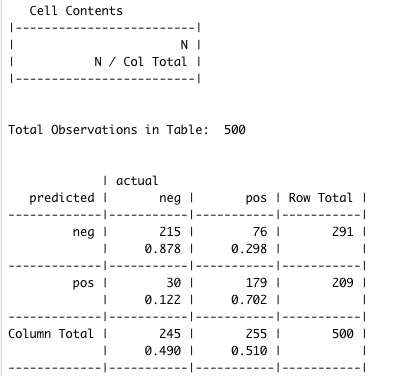 Cell Contents
|-------------------------|
|                       N |
|           N / Col Total |
|-------------------------|
Total Observations in Table:  500
             | actual
   predicted |       neg |       pos | Row Total |
-------------|-----------|-----------|-----------|
         neg |       215 |        76 |       291 |
             |     0.878 |     0.298 |           |
-------------|-----------|-----------|-----------|
         pos |        30 |       179 |       209 |
             |     0.122 |     0.702 |           |
-------------|-----------|-----------|-----------|
Column Total |       245 |       255 |       500 |
             |     0.490 |     0.510 |           |
-------------|-----------|-----------|-----------|